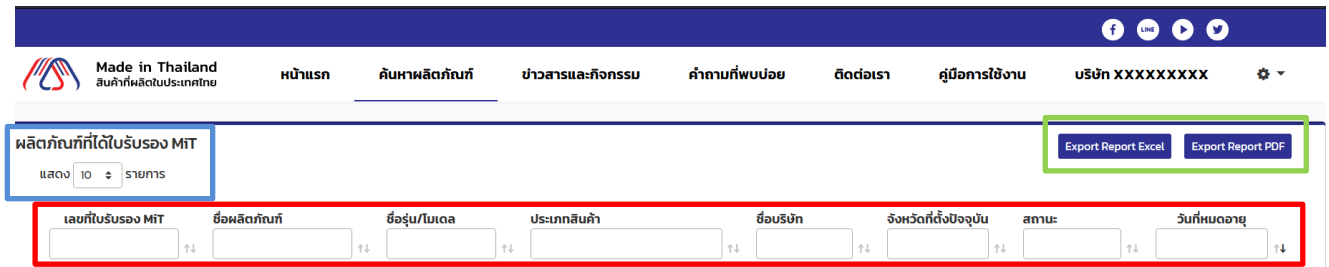 LINE
Made in Thailand
สินค้าที่ผลิตในประเทศไทย
หน้าแรก ค้นหาผลิตภัณฑ์ ข่าวสารและกิจกรรม คำถามที่พบบ่อย ติดต่อเรา คู่มือการใช้งาน บริษัท XXXXXXXXX
ผลิตภัณฑ์ที่ได้ใบรับรอง MiT
Export Report Excel Export Report PDF
แสดง 10 รายการ
เลขที่ใบรับรอง MiT ชื่อผลิตภัณฑ์ ชื่อรุ่น/โมเดล ประเภทสินค้า ชื่อบริษัท จังหวัดที่ตั้งปัจจุบัน สถานะ วันที่หมดอายุ